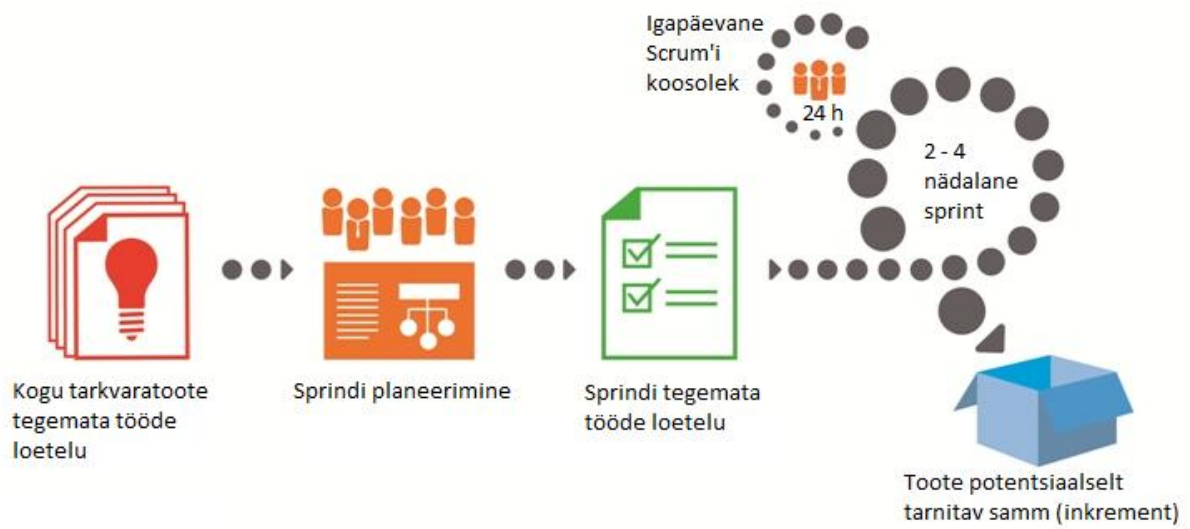 Igapäevane
Scrum'i
koosolek
24 h
2 - 4
nädalane
sprint
Kogu tarkvaratoote
tegemata tööde
loetelu
Sprindi planeerimine
Sprindi tegemata
tööde loetelu
Toote potentsiaalselt
tarnitav samm (inkrement)